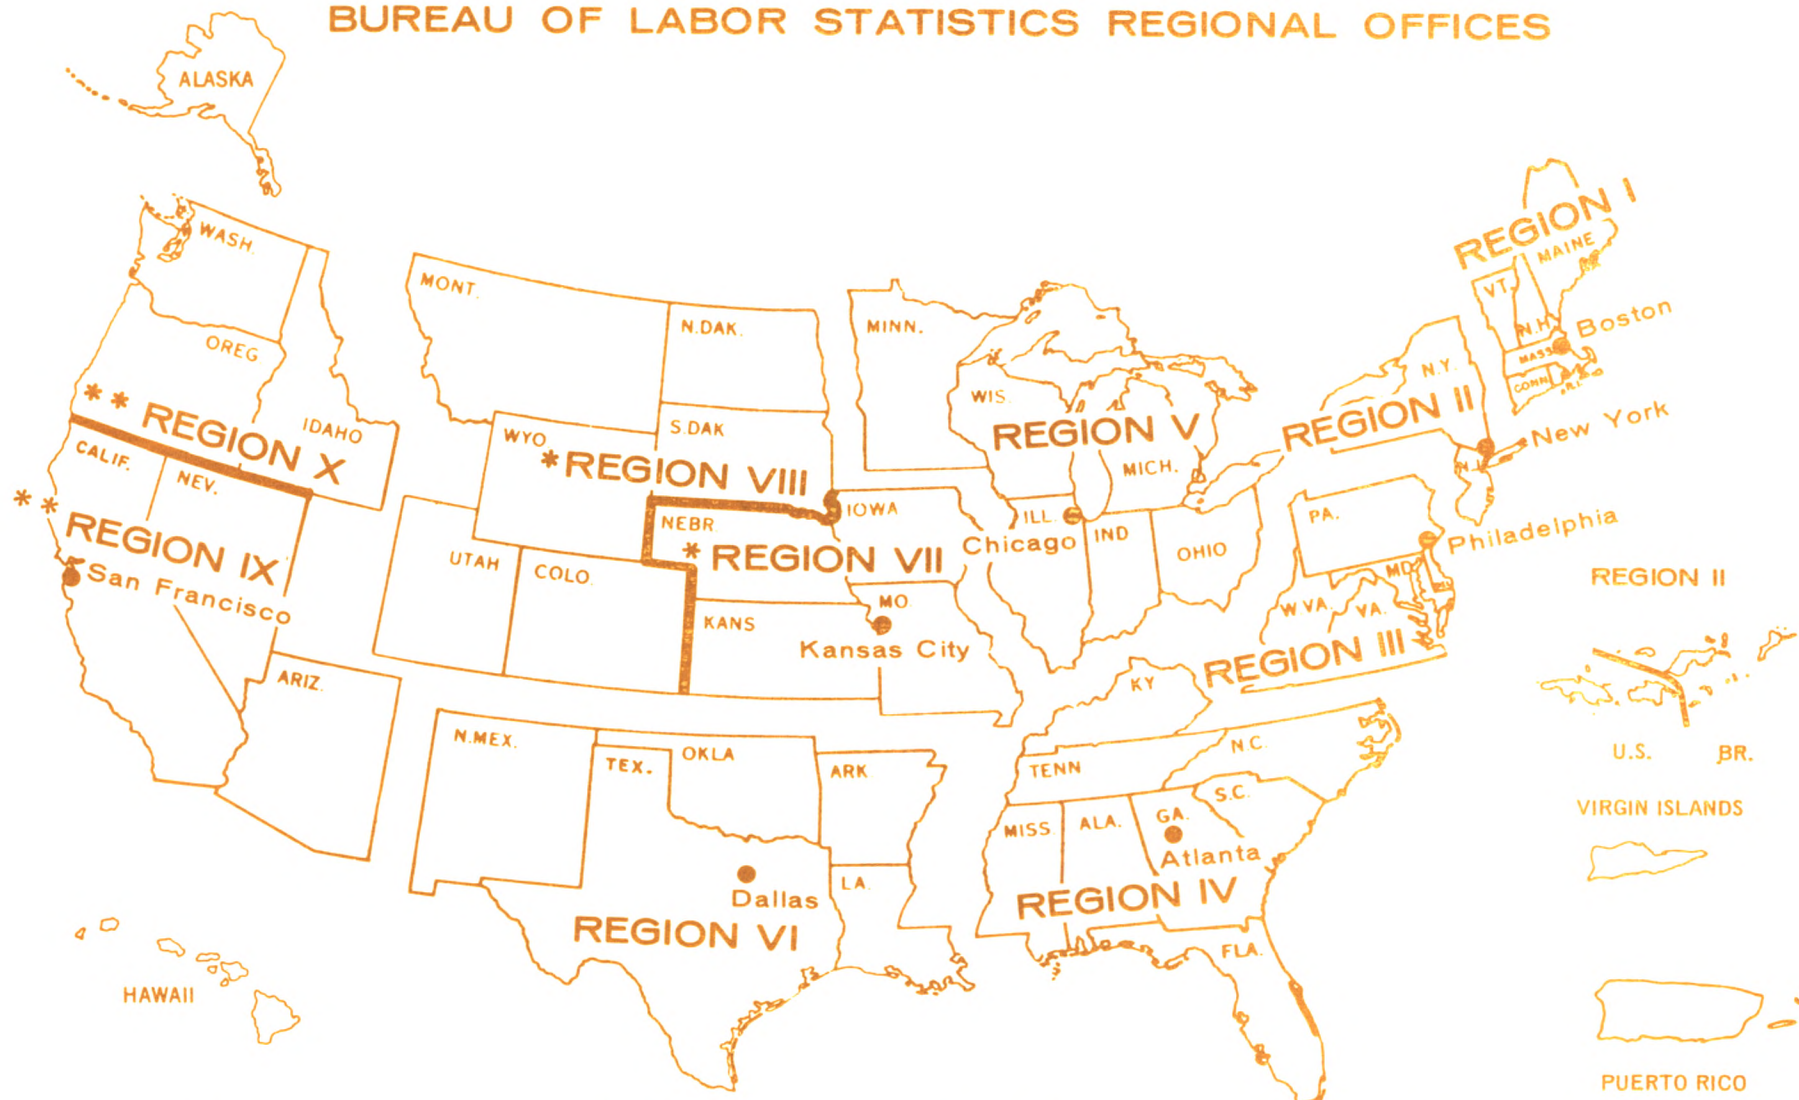 BUREAU OF LABOR STATISTICS REGIONAL OFFICES
ALASKA
WASH.
OREG
IDAHO
** REGION X
CALIF.
NEV.
** REGION IX
San Francisco
ARIZ.
HAWAII
MONT.
N.DAK.
S.DAK
WYO
*REGION VIII
UTAH
COLO.
NEBR
IOWA
* REGION VII
KANS
MO
Kansas City
N.MEX.
TEX.
OKLA
ARK
LA.
Dallas
REGION VI
MINN.
WIS.
REGION V
MICH.
ILL.
Chicago
IND
OHIO
KY
TENN
N.C.
S.C.
MISS.
ALA.
GA.
Atlanta
REGION IV
FLA.
REGION I
MAINE
VT.
N.H.
Boston
MASS
CONN
R.I.
N.Y.
REGION II
New York
N.J.
PA.
Philadelphia
MD
W VA.
VA.
REGION III
REGION II
U.S. BR.
VIRGIN ISLANDS
PUERTO RICO